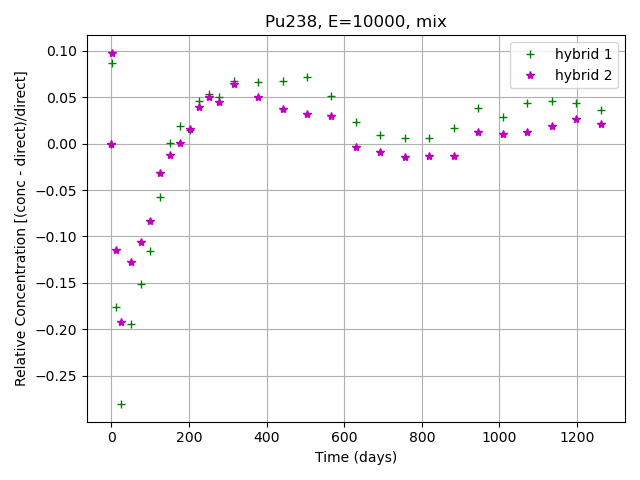 Pu238, E=10000, mix
hybrid 1
hybrid 2
Relative Concentration [(conc - direct)/direct]
0.10
0.05
0.00
−0.05
−0.10
−0.15
−0.20
−0.25
0 200 400 600 800 1000 1200
Time (days)